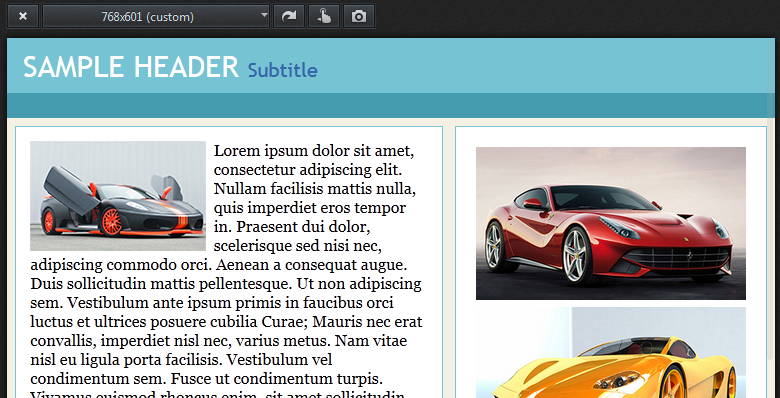 768x601 (custom)
SAMPLE HEADER Subtitle
Lorem ipsum dolor sit amet,
consectetur adipiscing elit.
Nullam facilisis mattis nulla,
quis imperdiet eros tempor
in. Praesent dui dolor,
scelerisque sed nisi nec,
adipiscing commodo orci. Aenean a consequat augue.
Duis sollicitudin mattis pellentesque. Ut non adipiscing
sem. Vestibulum ante ipsum primis in faucibus orci
luctus et ultrices posuere cubilia Curae; Mauris nec erat
convallis, imperdiet nisl nec, varius metus. Nam vitae
nisl eu ligula porta facilisis. Vestibulum vel
condimentum sem. Fusce ut condimentum turpis.
Vivamus euismod rhoncus enim, sit amet sollicitudin